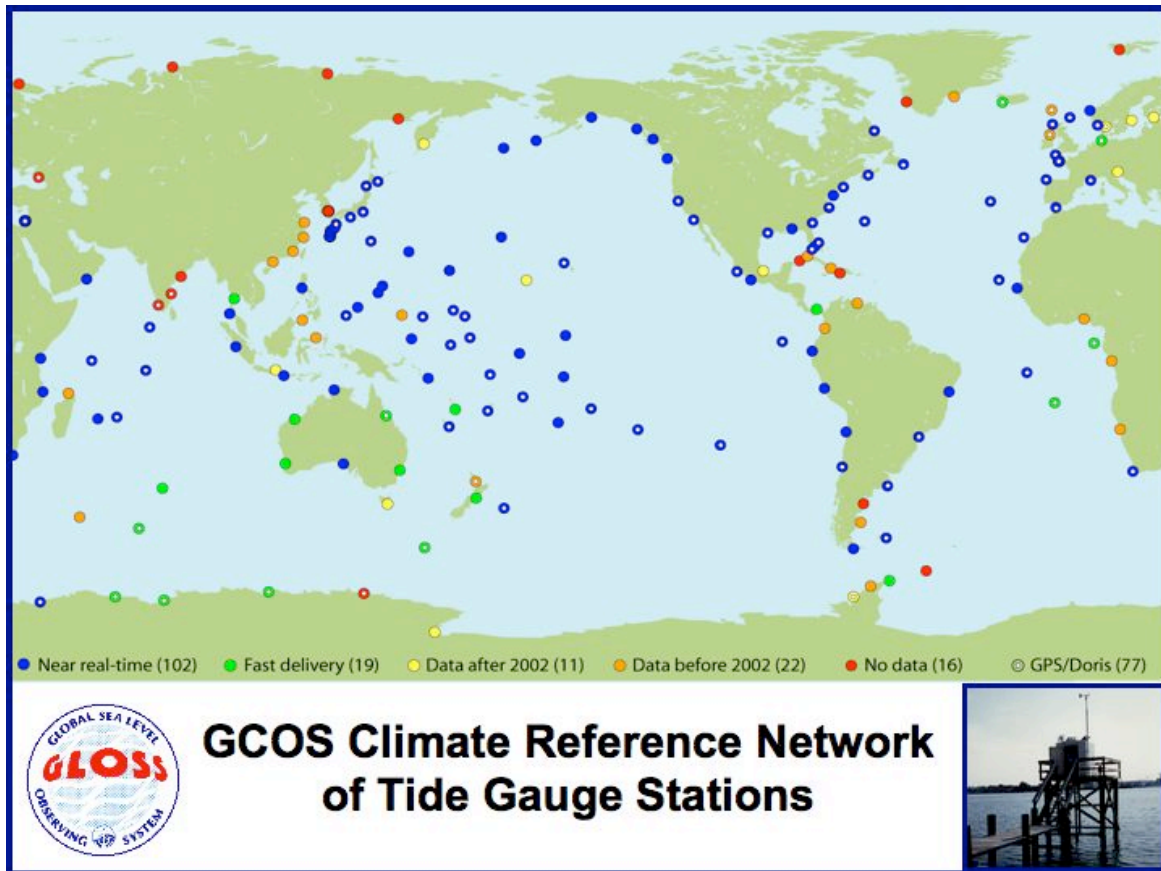 Near real-time (102) Fast delivery (19) Data after 2002 (11) Data before 2002 (22) No data (16) GPS/Doris (77)
GLOBAL SEA LEVEL
GLOSS
OBSERVING SYSTEM
GCOS Climate Reference Network
of Tide Gauge Stations